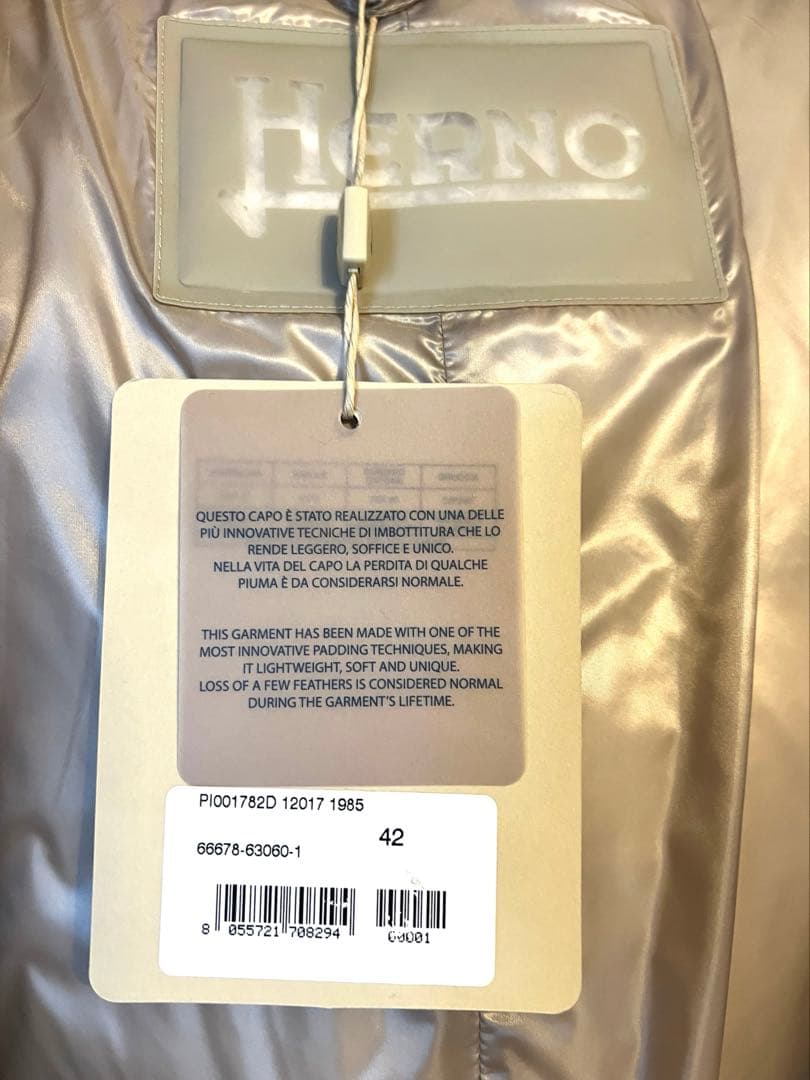 HERNO
QUESTO CAPO È STATO REALIZZATO CON UNA DELLE
PIÙ INNOVATIVE TECNICHE DI IMBOTTITURA CHE LO
RENDE LEGGERO, SOFFICE E UNICO.
NELLA VITA DEL CAPO LA PERDITA DI QUALCHE
PIUMA È DA CONSIDERARSI NORMALE.
THIS GARMENT HAS BEEN MADE WITH ONE OF THE
MOST INNOVATIVE PADDING TECHNIQUES, MAKING
IT LIGHTWEIGHT, SOFT AND UNIQUE.
LOSS OF A FEW FEATHERS IS CONSIDERED NORMAL
DURING THE GARMENT'S LIFETIME.
PI001782D 12017 1985
42
66678-63060-1
8 055721 708294 00001